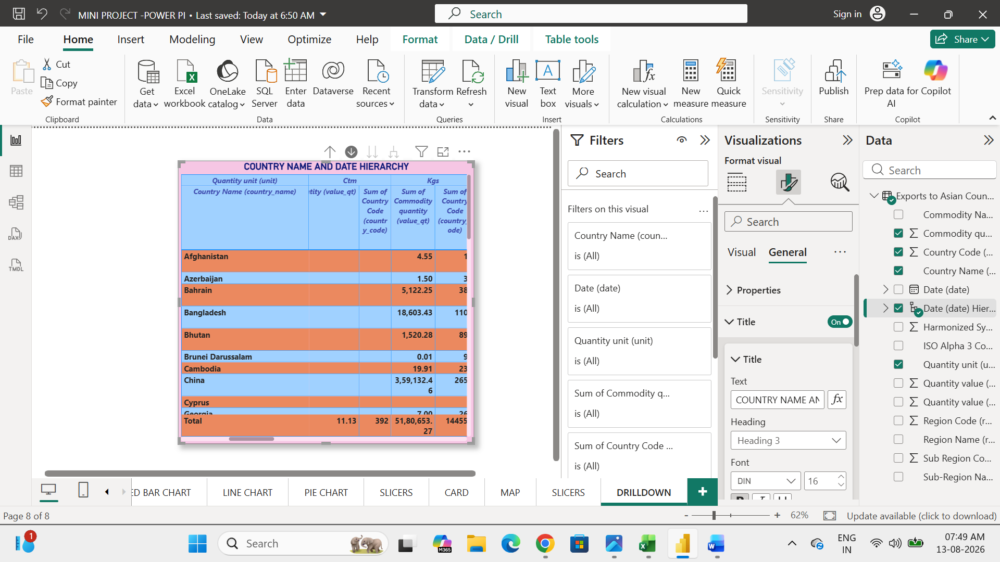 MINI PROJECT -POWER PI • Last saved: Today at 6:50 AM
Search
Sign in
File Home Insert Modeling View Optimize Help Format Data / Drill Table tools
Share
Paste
Cut
Copy
Format painter
Clipboard
Get data
Excel workbook
OneLake catalog
SQL Server
Enter data
Dataverse
Recent sources
Data
Transform data
Refresh
Queries
New visual
Text box
More visuals
Insert
New visual calculation
New measure
Quick measure
Calculations
Sensitivity
Sensitivity
Publish
Share
Prep data for AI
Copilot
Copilot
DAX
TMDL
COUNTRY NAME AND DATE HIERARCHY
Quantity unit (unit) Ctm Kgs
Country Name (country_name) (value_qt) Sum of Country Code (countr y_code) Sum of Commodity quantity (value_qt) Sum of
Afghanistan 4.55 1
Azerbaijan 1.50 3
Bahrain 5,122.25 38
Bangladesh 18,603.43 110
Bhutan 1,520.28 89
Brunei Darussalam 0.01 9
Cambodia 19.91 23
China 3,59,132.4 6 265
Cyprus
Georgia 7.00 26
Total 11.13 392 51,80,653. 27 14455
Filters
Search
Filters on this visual ...
Country Name (coun...
is (All)
Date (date)
is (All)
Quantity unit (unit)
is (All)
Sum of Commodity q...
is (All)
Sum of Country Code ...
is (All)
Visualizations
Format visual
Search
Visual General ...
Properties
Title On
Title
Text
COUNTRY NAME AN
fx
Heading
Heading 3
Font
DIN 16
Data
Search
Exports to Asian Coun...
Commodity Na...
Commodity qu...
Country Code (...
Country Name (...
Date (date)
Date (date) Hier...
Harmonized Sy...
ISO Alpha 3 Co...
Quantity unit (u...
Quantity value (...
Quantity value (...
Region Code (r...
Region Name (r...
Sub Region Co...
Sub-Region Na...
ED BAR CHART LINE CHART PIE CHART SLICERS CARD MAP SLICERS DRILLDOWN +
Page 8 of 8
- + 62%
Update available (click to download)
1
Search
M365
ENG
IN
07:49 AM
13-08-2026